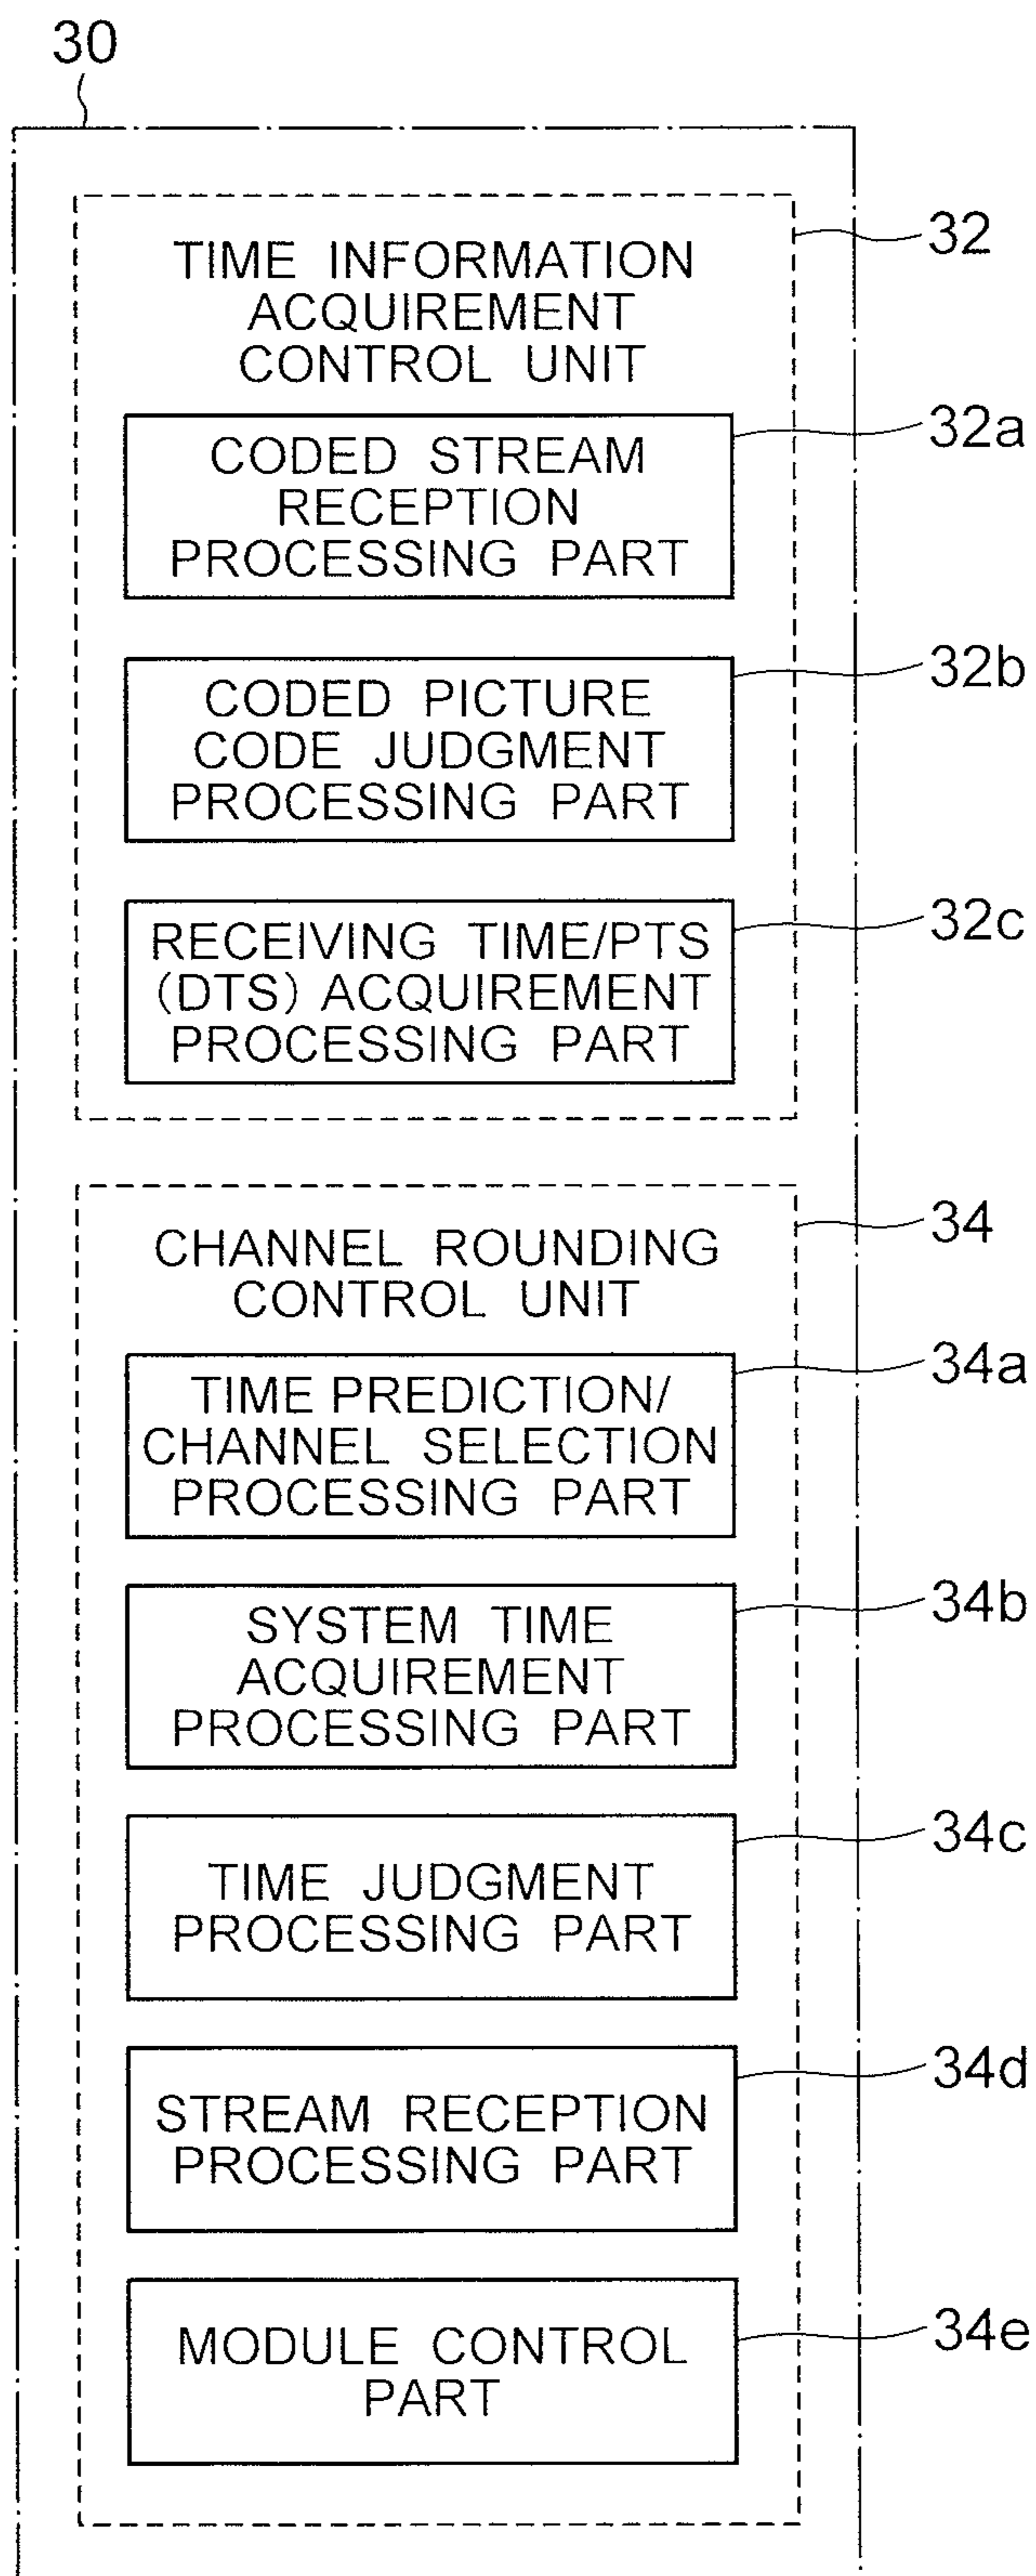 30
32
TIME INFORMATION
ACQUIREMENT
CONTROL UNIT
32a
CODED STREAM
RECEPTION
PROCESSING PART
32b
CODED PICTURE
CODE JUDGMENT
PROCESSING PART
32c
RECEIVING TIME/PTS
(DTS) ACQUIREMENT
PROCESSING PART
34
CHANNEL ROUNDING
CONTROL UNIT
34a
TIME PREDICTION/
CHANNEL SELECTION
PROCESSING PART
34b
SYSTEM TIME
ACQUIREMENT
PROCESSING PART
34c
TIME JUDGMENT
PROCESSING PART
34d
STREAM RECEPTION
PROCESSING PART
34e
MODULE CONTROL
PART